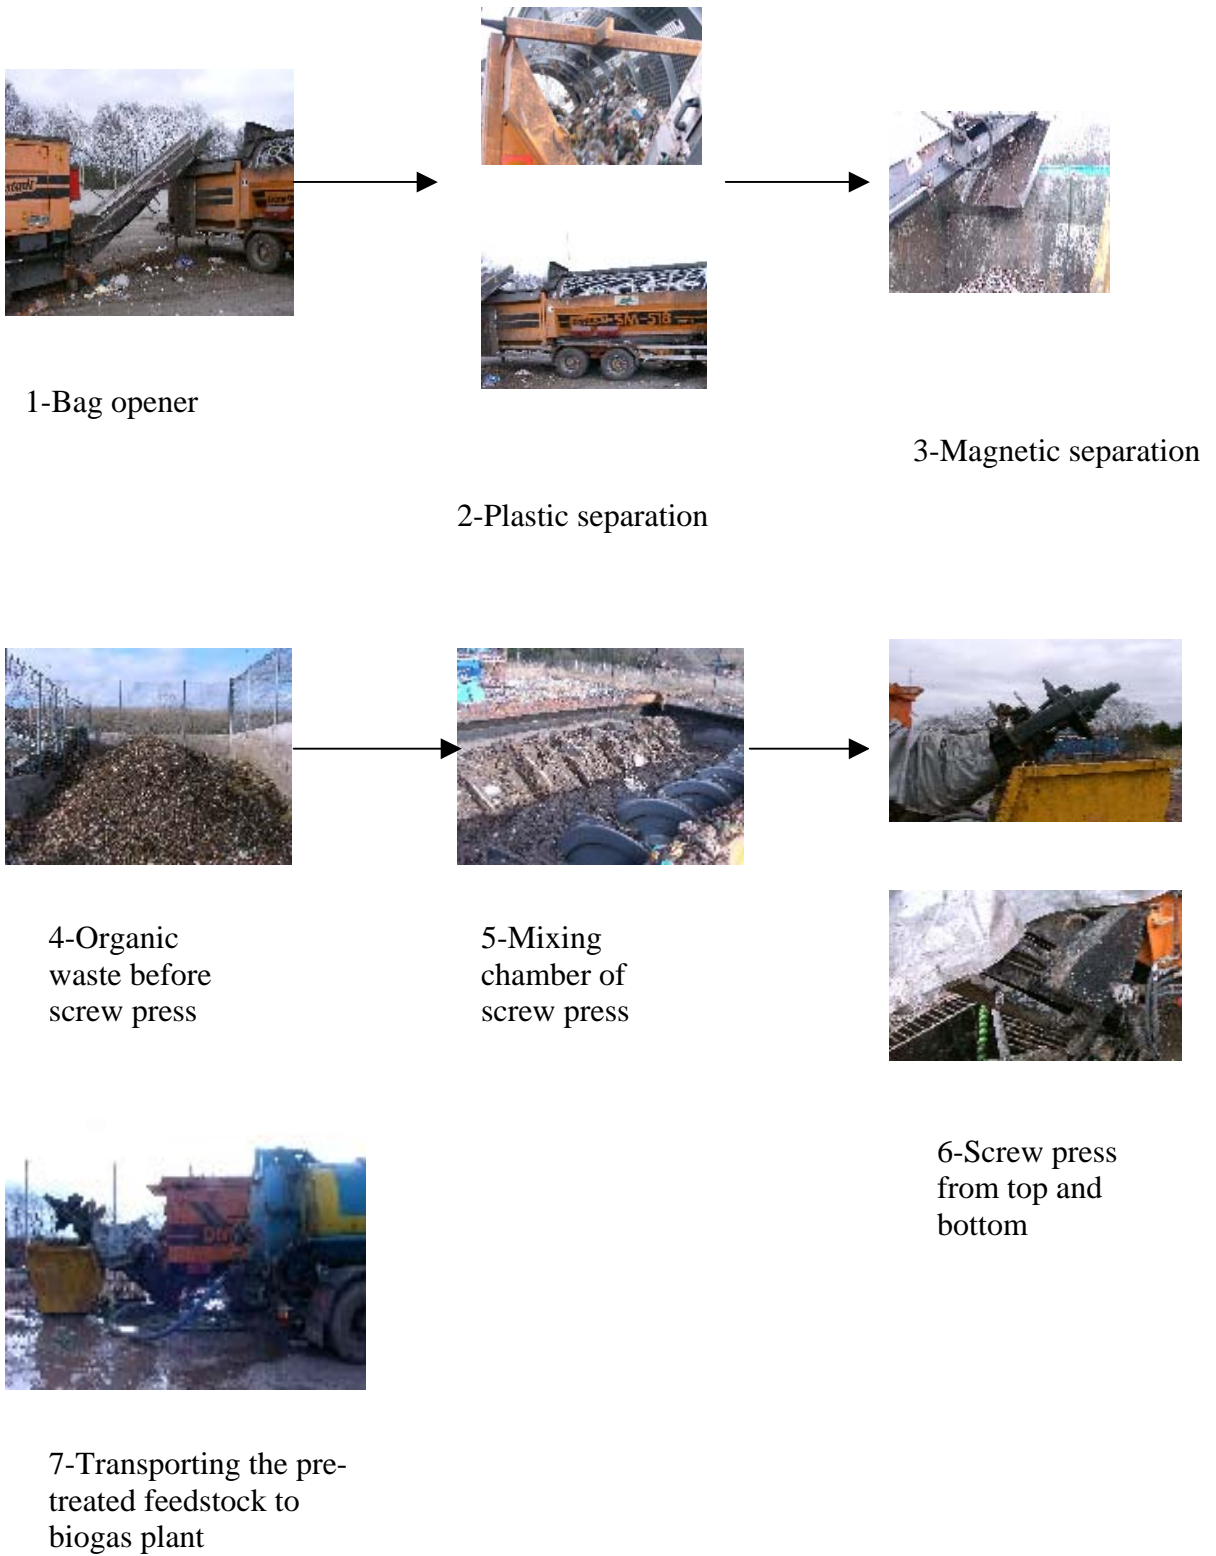 1-Bag opener
2-Plastic separation
3-Magnetic separation
SM-518
4-Organic
waste before
screw press
5-Mixing
chamber of
screw press
6-Screw press
from top and
bottom
7-Transporting the pre-
treated feedstock to
biogas plant